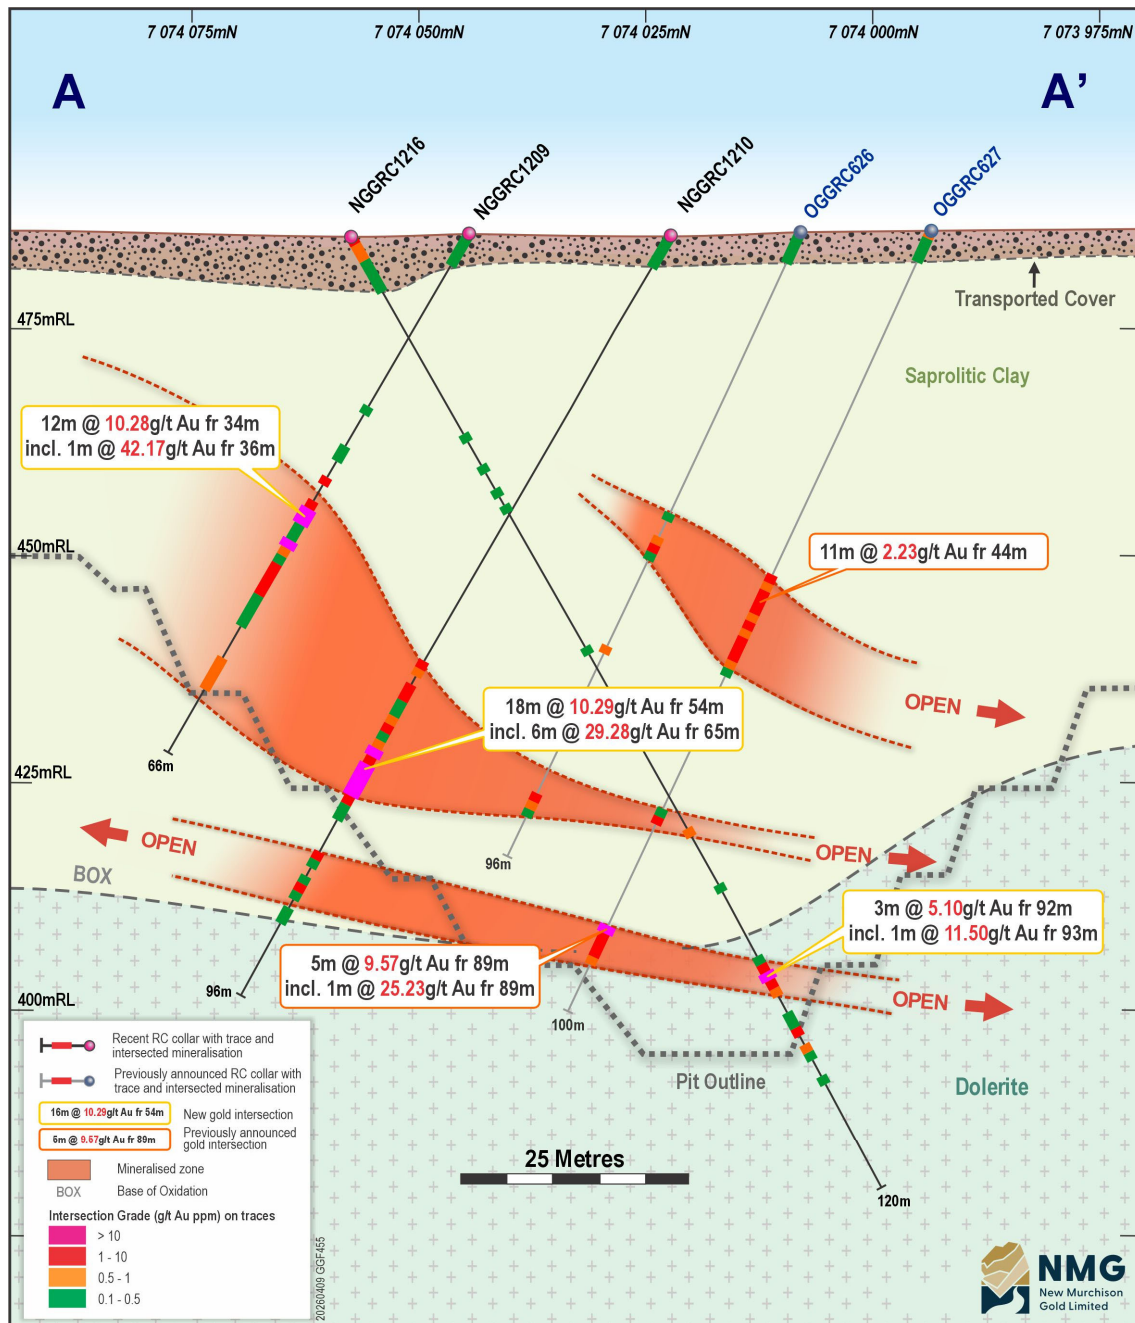 7 074 075mN
7 074 050mN
7 074 025mN
7 074 000mN
7 073 975mN
A
A'
NGGRC1216
NGGRC1209
NGGRC1210
OGGRC626
OGGRC627
Transported Cover
475mRL
Saprolitic Clay
12m @ 10.28g/t Au fr 34m
incl. 1m @ 42.17g/t Au fr 36m
450mRL
11m @ 2.23g/t Au fr 44m
OPEN
18m @ 10.29g/t Au fr 54m
incl. 6m @ 29.28g/t Au fr 65m
66m
425mRL
OPEN
96m
OPEN
BOX
3m @ 5.10g/t Au fr 92m
incl. 1m @ 11.50g/t Au fr 93m
5m @ 9.57g/t Au fr 89m
incl. 1m @ 25.23g/t Au fr 89m
96m
400mRL
OPEN
100m
Pit Outline
Dolerite
Recent RC collar with trace and
intersected mineralisation
Previously announced RC collar with
trace and intersected mineralisation
16m @ 10.29g/t Au fr 54m
New gold intersection
6m @ 9.57g/t Au fr 89m
Previously announced
gold intersection
Mineralised zone
BOX
Base of Oxidation
Intersection Grade (g/t Au ppm) on traces
> 10
1 - 10
0.5 - 1
0.1 - 0.5
25 Metres
120m
20260409 GGF455
NMG
New Murchison
Gold Limited